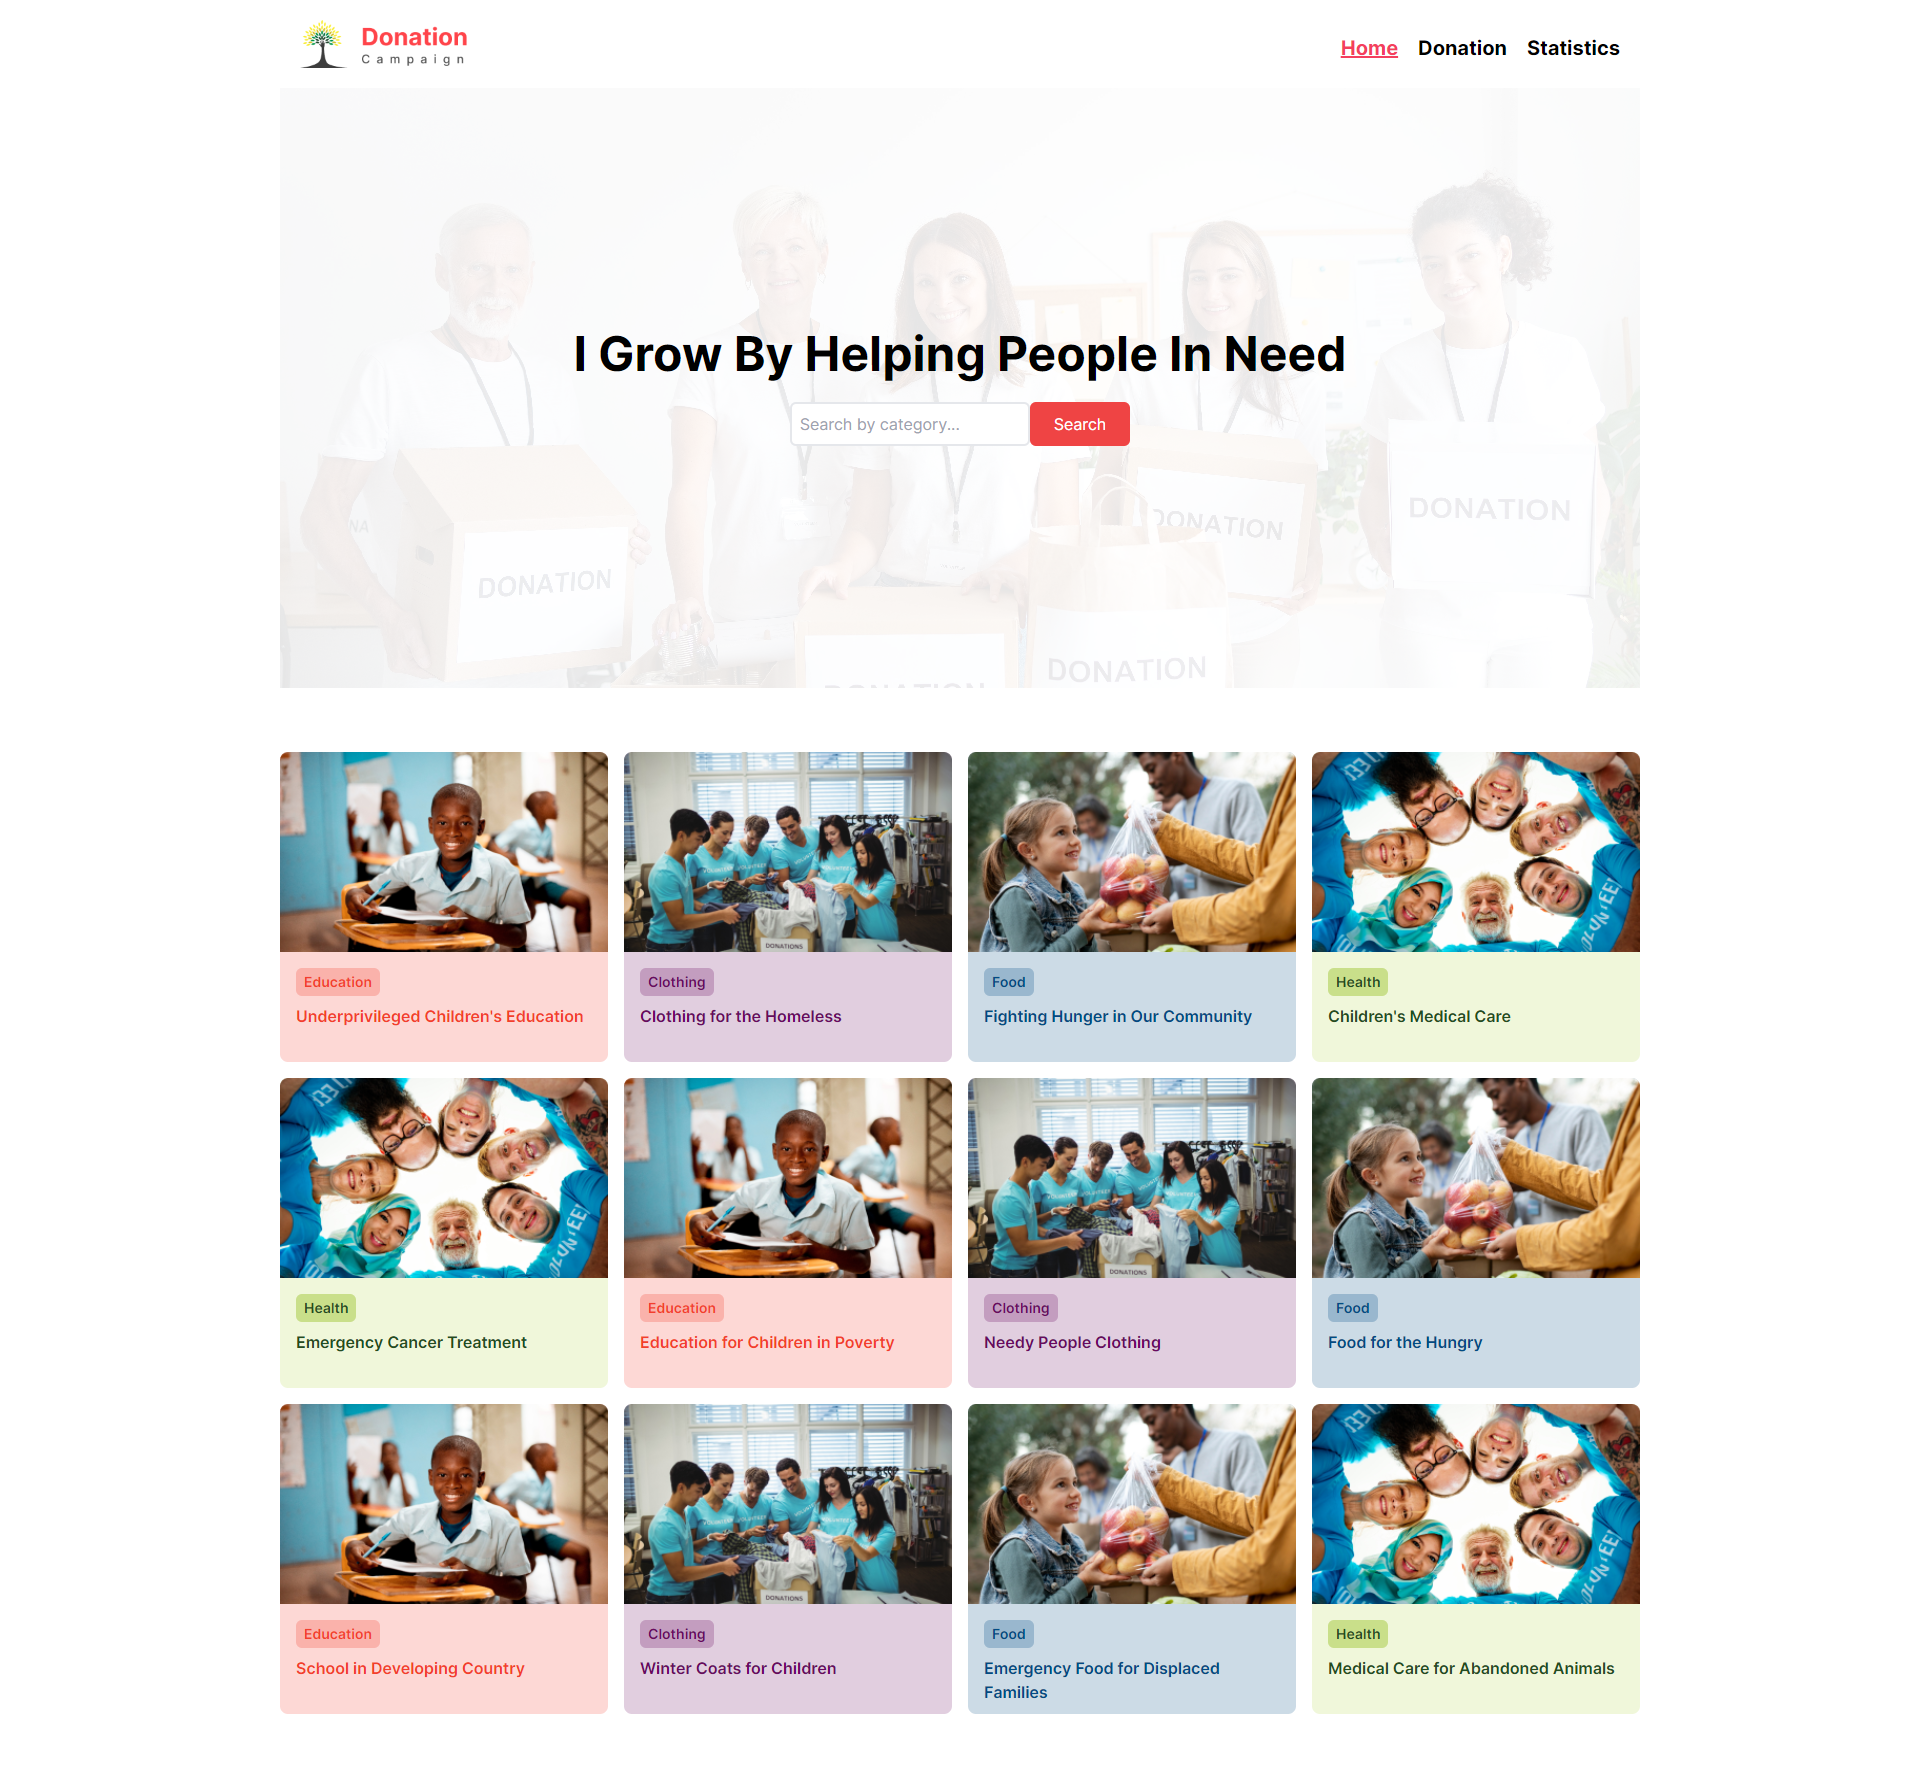 Donation
Campaign
Home Donation Statistics
I Grow By Helping People In Need
Search by category...
Search
DONATION
DONATION
DONATION
DONATION
DONATION
DONATIONS
Education
Underprivileged Children's Education
Clothing
Clothing for the Homeless
Food
Fighting Hunger in Our Community
Health
Children's Medical Care
DONATIONS
Health
Emergency Cancer Treatment
Education
Education for Children in Poverty
Clothing
Needy People Clothing
Food
Food for the Hungry
DONATIONS
Education
School in Developing Country
Clothing
Winter Coats for Children
Food
Emergency Food for Displaced
Families
Health
Medical Care for Abandoned Animals